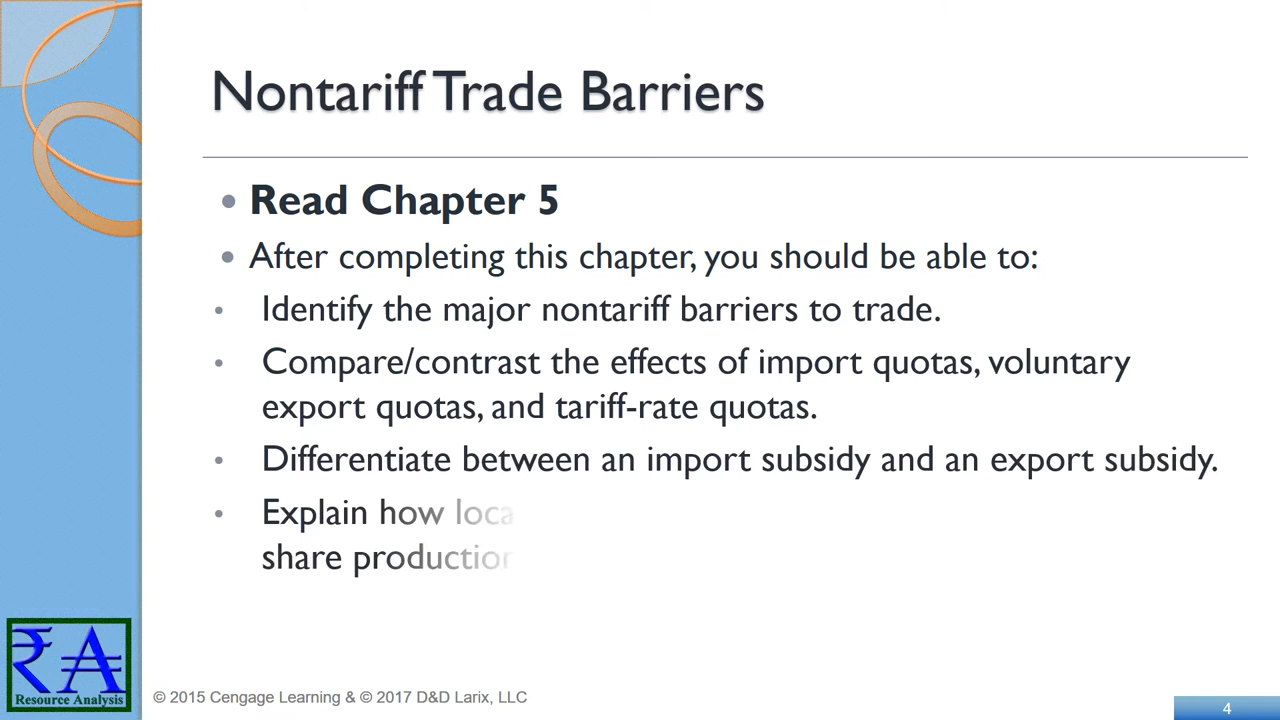 Nontariff Trade Barriers
• Read Chapter 5
• After completing this chapter, you should be able to:
• Identify the major nontariff barriers to trade.
• Compare/contrast the effects of import quotas, voluntary
export quotas, and tariff-rate quotas.
• Differentiate between an import subsidy and an export subsidy.
• Explain how
share production
₹A
Resource Analysis
© 2015 Cengage Learning & © 2017 D&D Larix, LLC
4